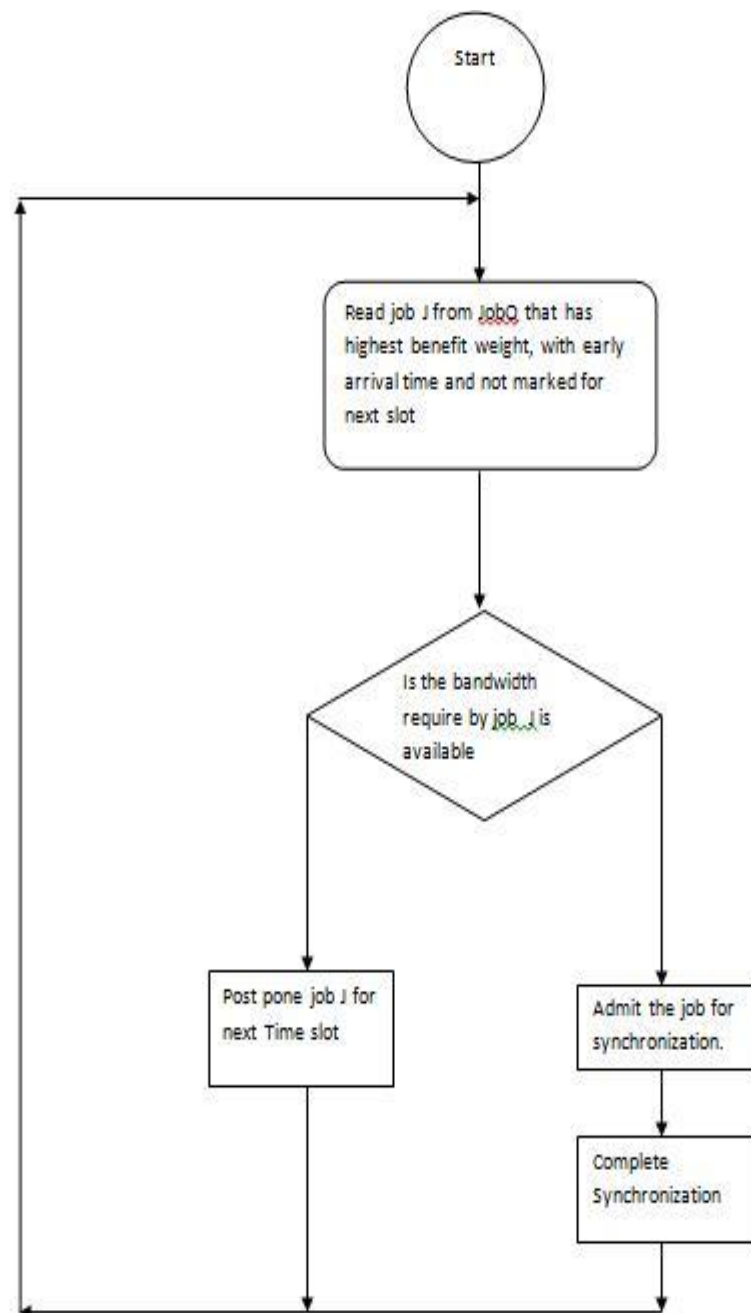 Start
Read job J from JobQ that has
highest benefit weight, with early
arrival time and not marked for
next slot
Is the bandwidth
require by job J is
available
Post pone job J for
next Time slot
Admit the job for
synchronization.
Complete
Synchronization